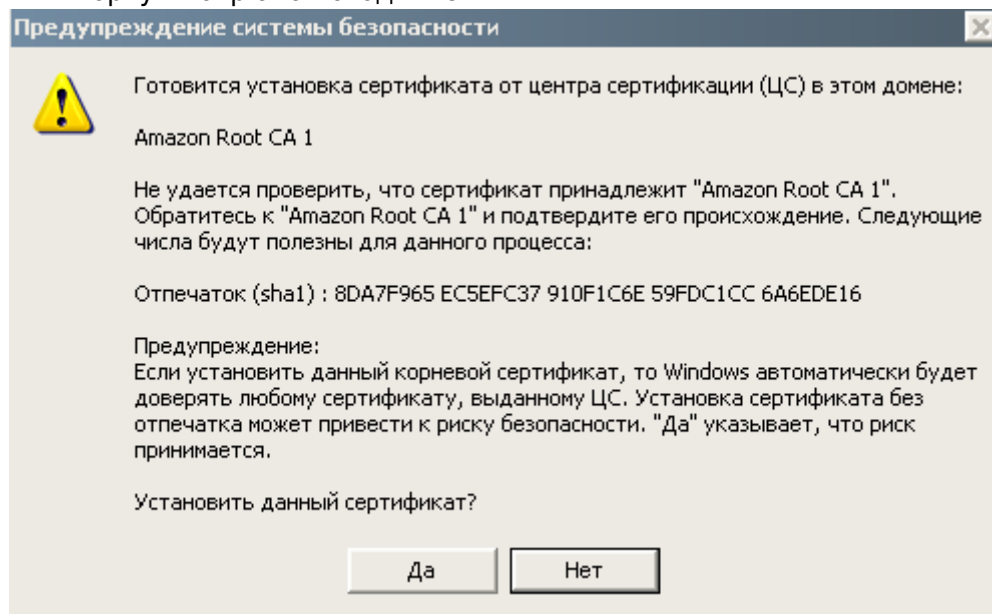 Предупреждение системы безопасности
Готовится установка сертификата от центра сертификации (ЦС) в этом домене:
Amazon Root CA 1
Не удается проверить, что сертификат принадлежит "Amazon Root CA 1".
Обратитесь к "Amazon Root CA 1" и подтвердите его происхождение. Следующие
числа будут полезны для данного процесса:
Отпечаток (sha1) : 8DA7F965 EC5EFC37 910F1C6E 59FDC1CC 6A6EDE16
Предупреждение:
Если установить данный корневой сертификат, то Windows автоматически будет
доверять любому сертификату, выданному ЦС. Установка сертификата без
отпечатка может привести к риску безопасности. "Да" указывает, что риск
принимается.
Установить данный сертификат?
Да
Нет